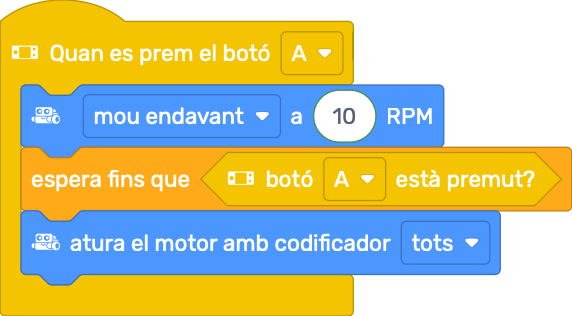 Quan es prem el botó A
mou endavant a 10 RPM
espera fins que botó A està premut?
atura el motor amb codificador tots